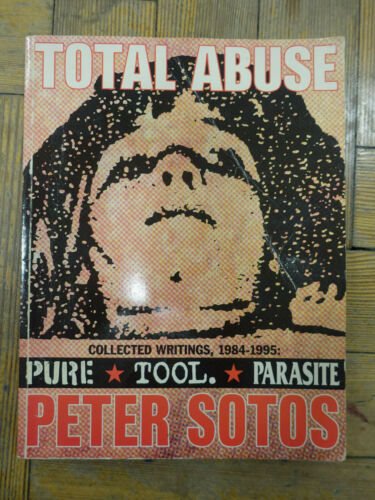 TOTAL ABUSE
COLLECTED WRITINGS, 1984-1995:
PURE ★ TOOL. ★ PARASITE
PETER SOTOS